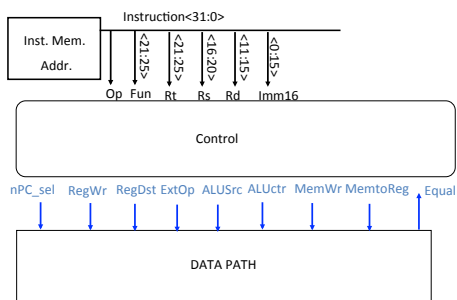 Instruction<31:0>
Inst. Mem.
Addr.
<21:25>
<21:25>
<16:20>
<11:15>
<0:15>
Op Fun Rt Rs Rd Imm16
Control
nPC_sel RegWr RegDst ExtOp ALUSrc ALUctr MemWr MemtoReg Equal
DATA PATH